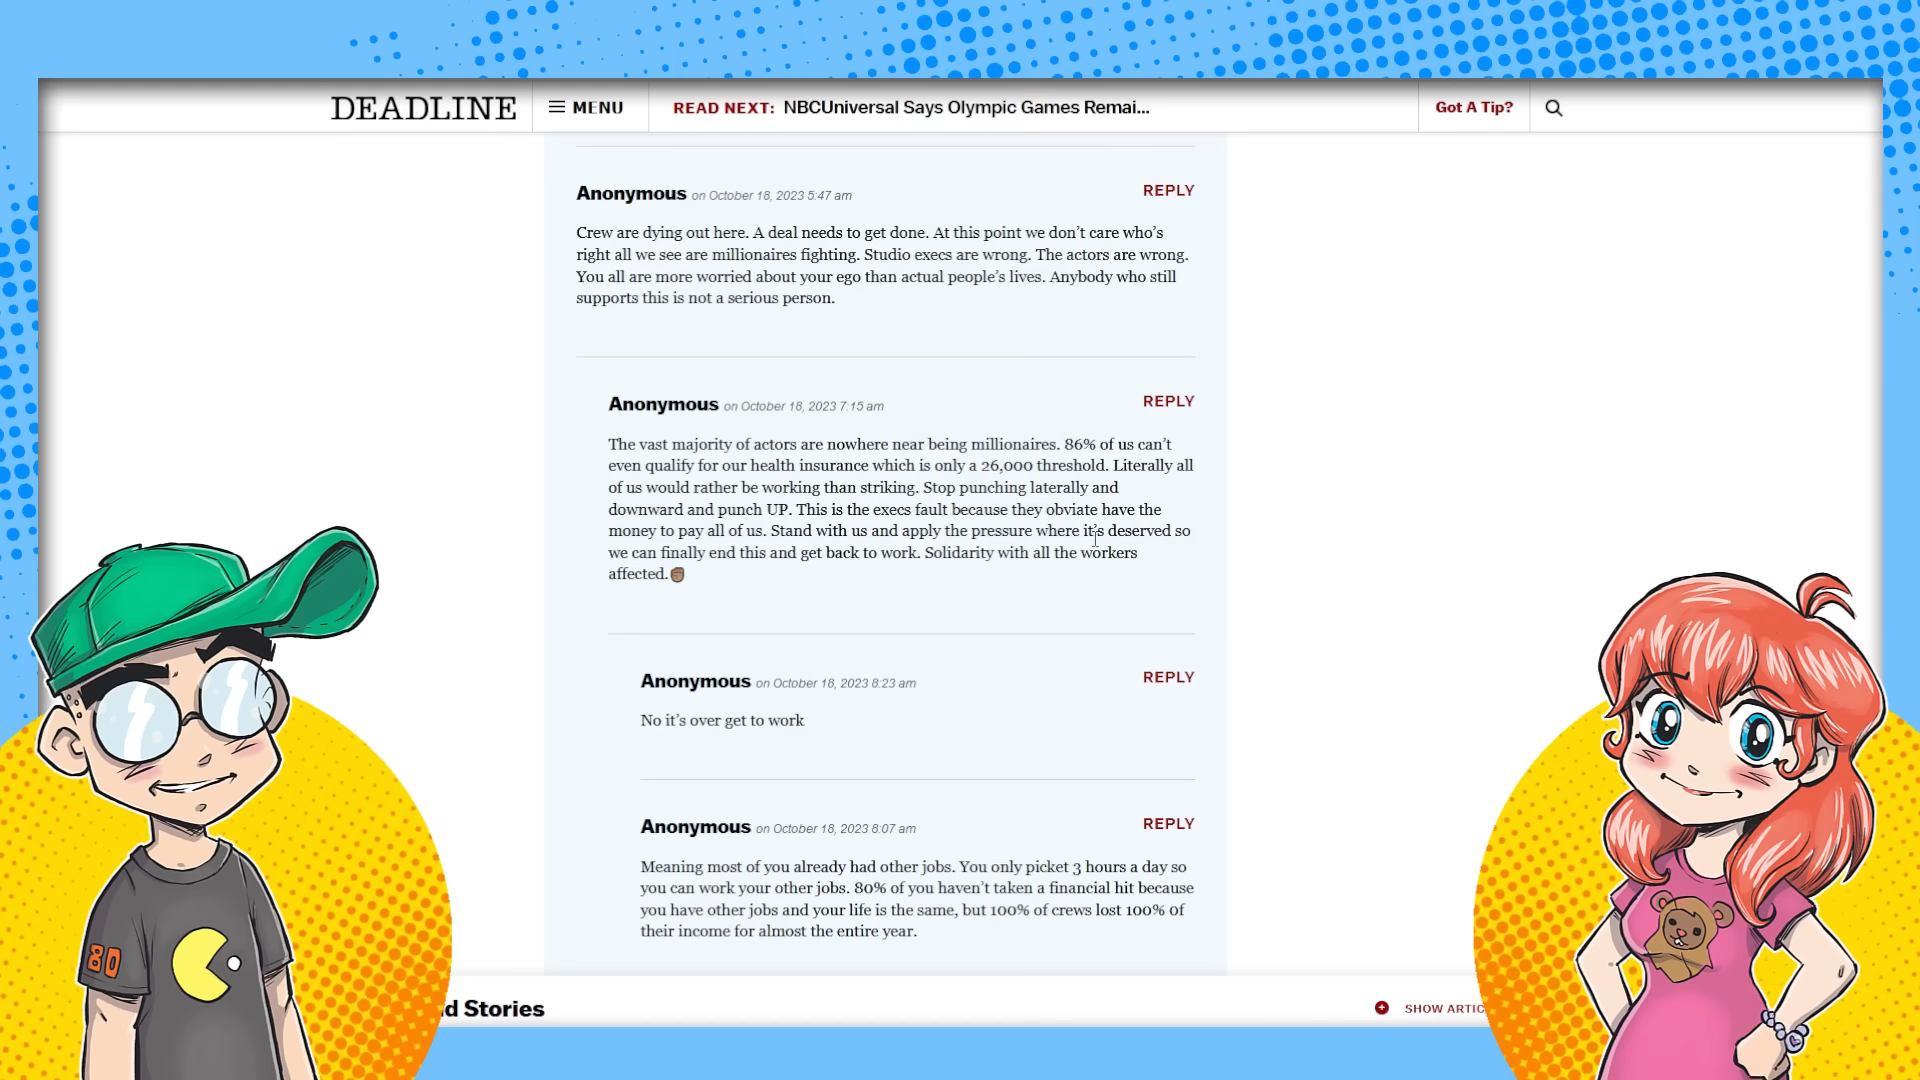 DEADLINE
MENU
READ NEXT: NBCUniversal Says Olympic Games Remai...
Got A Tip?
Anonymous on October 18, 2023 5:47 am
REPLY
Crew are dying out here. A deal needs to get done. At this point we don't care who's
right all we see are millionaires fighting. Studio execs are wrong. The actors are wrong.
You all are more worried about your ego than actual people's lives. Anybody who still
supports this is not a serious person.
Anonymous on October 18, 2023 7:15 am
REPLY
The vast majority of actors are nowhere near being millionaires. 86% of us can't
even qualify for our health insurance which is only a 26,000 threshold. Literally all
of us would rather be working than striking. Stop punching laterally and
downward and punch UP. This is the execs fault because they obviate have the
money to pay all of us. Stand with us and apply the pressure where it's deserved so
we can finally end this and get back to work. Solidarity with all the workers
affected.✊🏽
Anonymous on October 18, 2023 8:23 am
REPLY
No it's over get to work
Anonymous on October 18, 2023 8:07 am
REPLY
Meaning most of you already had other jobs. You only picket 3 hours a day so
you can work your other jobs. 80% of you haven't taken a financial hit because
you have other jobs and your life is the same, but 100% of crews lost 100% of
their income for almost the entire year.
d Stories
SHOW ARTIC
80